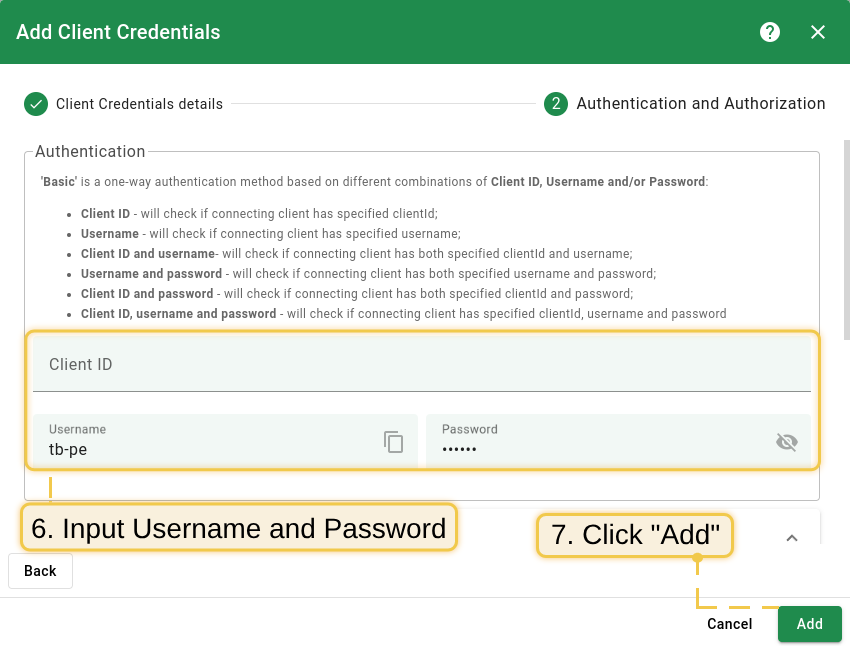 Add Client Credentials
?
Client Credentials details
2 Authentication and Authorization
Authentication
'Basic' is a one-way authentication method based on different combinations of Client ID, Username and/or Password:
• Client ID - will check if connecting client has specified clientId;
• Username - will check if connecting client has specified username;
• Client ID and username- will check if connecting client has both specified clientId and username;
• Username and password - will check if connecting client has both specified username and password;
• Client ID and password - will check if connecting client has both specified clientId and password;
• Client ID, username and password - will check if connecting client has specified clientId, username and password
Client ID
Username
tb-pe
Password
••••••
6. Input Username and Password
7. Click "Add"
Back
Cancel
Add